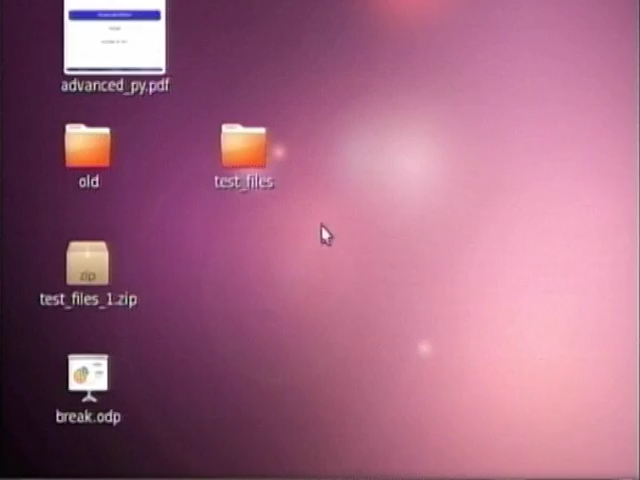 advanced_py.pdf
old
test_files
zip
test_files_1.zip
break.odp